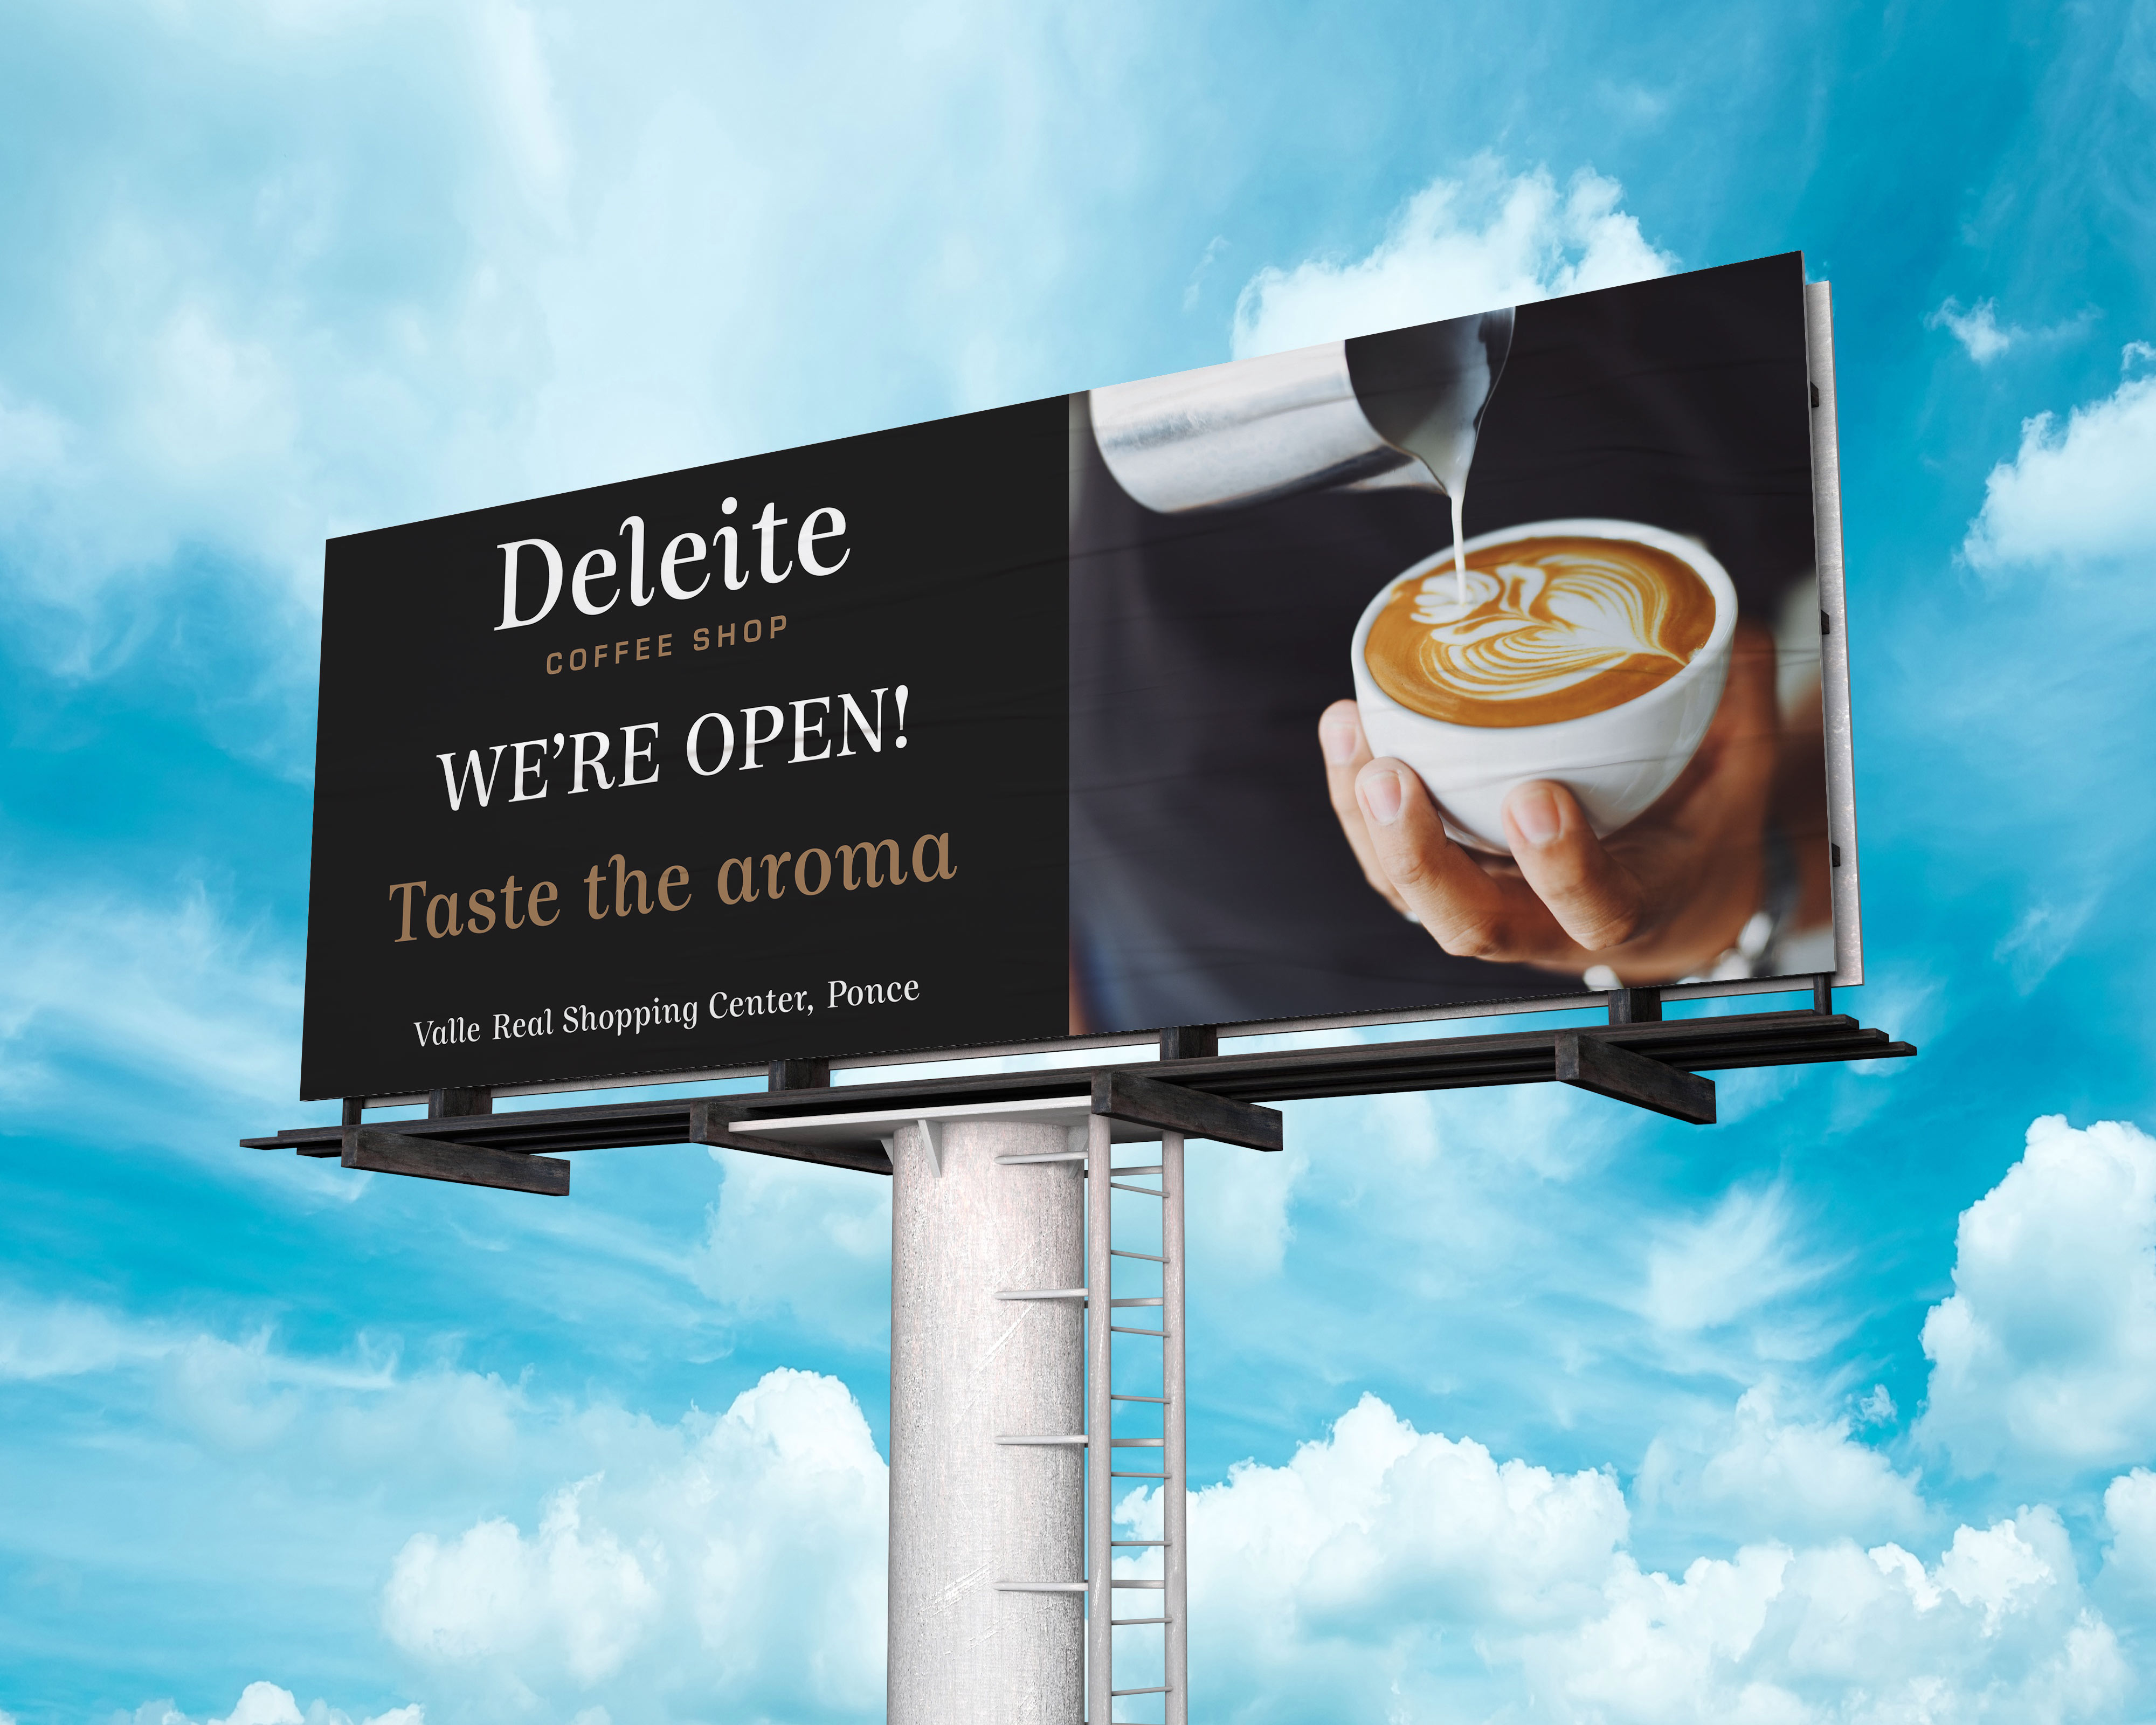 Deleite
COFFEE SHOP
WE’RE OPEN!
Taste the aroma
Valle Real Shopping Center, Ponce